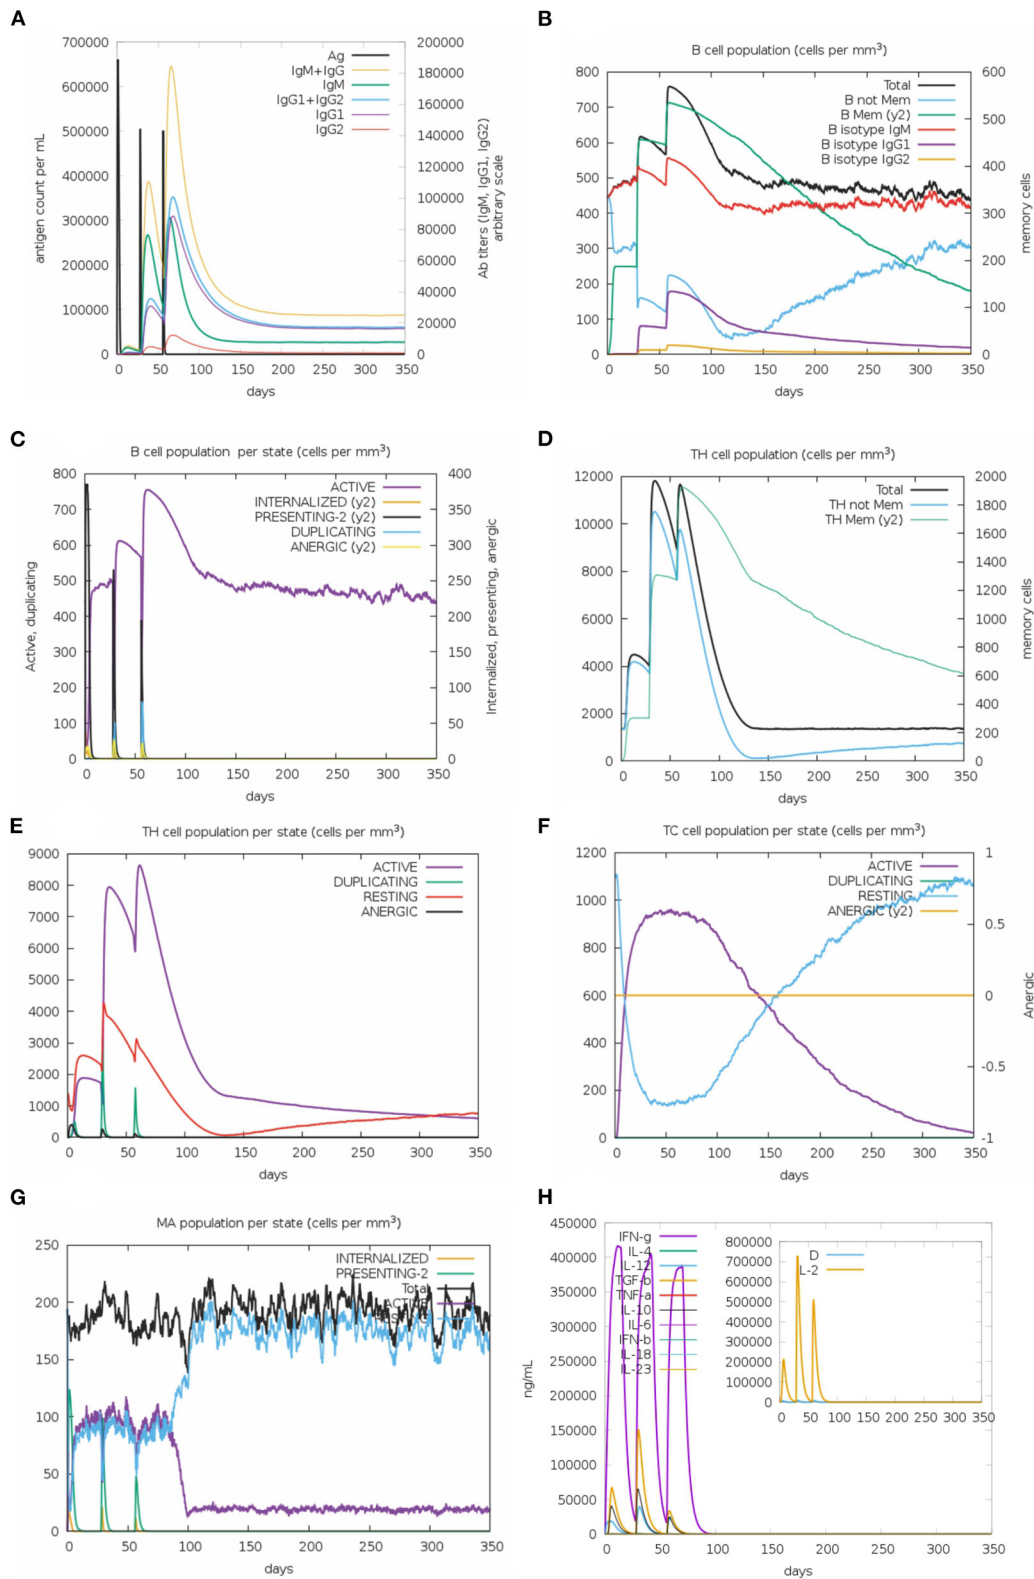 A
Ag
IgM+IgG
IgM
IgG1+IgG2
IgG1
IgG2
antigen count per mL
Ab titers (IgM, IgG1, IgG2)
arbitrary scale
700000
600000
500000
400000
300000
200000
100000
0
200000
180000
160000
140000
120000
100000
80000
60000
40000
20000
0
0 50 100 150 200 250 300 350
days
B
B cell population (cells per mm³)
Total
B not Mem
B Mem (y2)
B isotype IgM
B isotype IgG1
B isotype IgG2
memory cells
800
700
600
500
400
300
200
100
0
600
500
400
300
200
100
0
0 50 100 150 200 250 300 350
days
C
B cell population per state (cells per mm³)
ACTIVE
INTERNALIZED (y2)
PRESENTING-2 (y2)
DUPLICATING
ANERGIC (y2)
Active, duplicating
Internalized, presenting, anergic
800
700
600
500
400
300
200
100
0
400
350
300
250
200
150
100
50
0
0 50 100 150 200 250 300 350
days
D
TH cell population (cells per mm³)
Total
TH not Mem
TH Mem (y2)
memory cells
12000
10000
8000
6000
4000
2000
0
2000
1800
1600
1400
1200
1000
800
600
400
200
0
0 50 100 150 200 250 300 350
days
E
TH cell population per state (cells per mm³)
ACTIVE
DUPLICATING
RESTING
ANERGIC
9000
8000
7000
6000
5000
4000
3000
2000
1000
0
0 50 100 150 200 250 300 350
days
F
TC cell population per state (cells per mm³)
ACTIVE
DUPLICATING
RESTING
ANERGIC (y2)
Anergic
1200
1000
800
600
400
200
0
1
0.5
0
-0.5
-1
0 50 100 150 200 250 300 350
days
G
MA population per state (cells per mm³)
INTERNALIZED
PRESENTING-2
Total
ACTIVE
250
200
150
100
50
0
0 50 100 150 200 250 300 350
days
H
IFN-g
IL-4
IL-12
TGF-b
TNF-a
IL-10
IL-6
IFN-b
IL-18
IL-23
ng/mL
450000
400000
350000
300000
250000
200000
150000
100000
50000
0
0 50 100 150 200 250 300 350
days
D
L-2
800000
700000
600000
500000
400000
300000
200000
100000
0
0 50 100 150 200 250 300 350